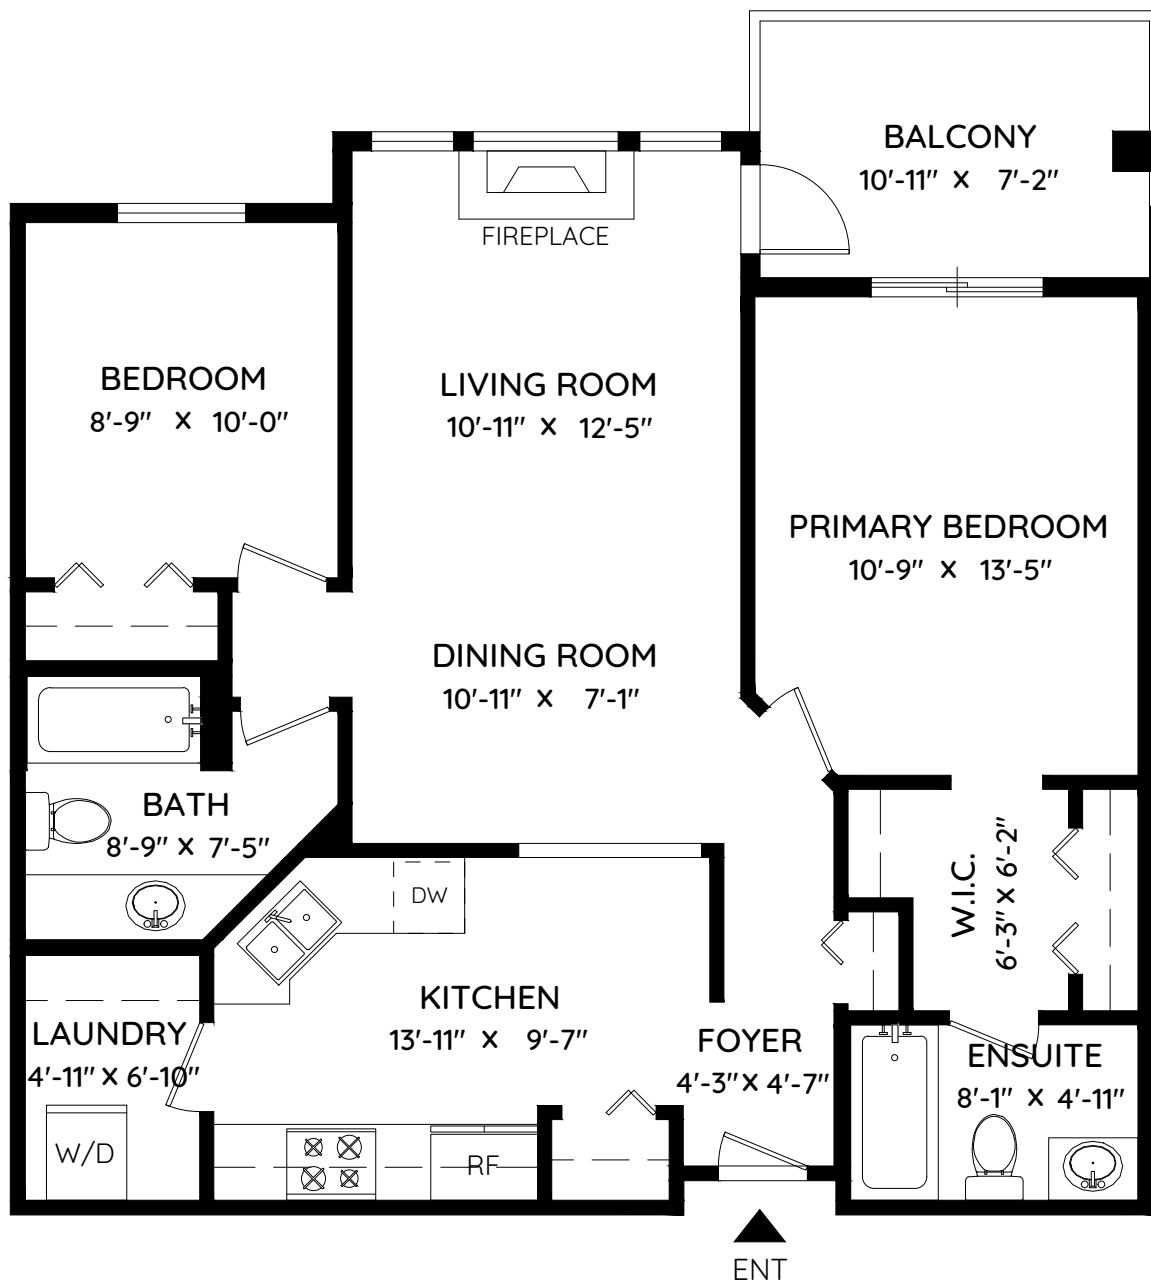 BALCONY
10'-11" X 7'-2"
FIREPLACE
BEDROOM
8'-9" X 10'-0"
LIVING ROOM
10'-11" X 12'-5"
PRIMARY BEDROOM
10'-9" X 13'-5"
DINING ROOM
10'-11" X 7'-1"
BATH
8'-9" X 7'-5"
DW
W.I.C.
6'-3" X 6'-2"
KITCHEN
13'-11" X 9'-7"
LAUNDRY
4'-11" X 6'-10"
FOYER
4'-3" X 4'-7"
ENSUITE
8'-1" X 4'-11"
W/D
RF
ENT